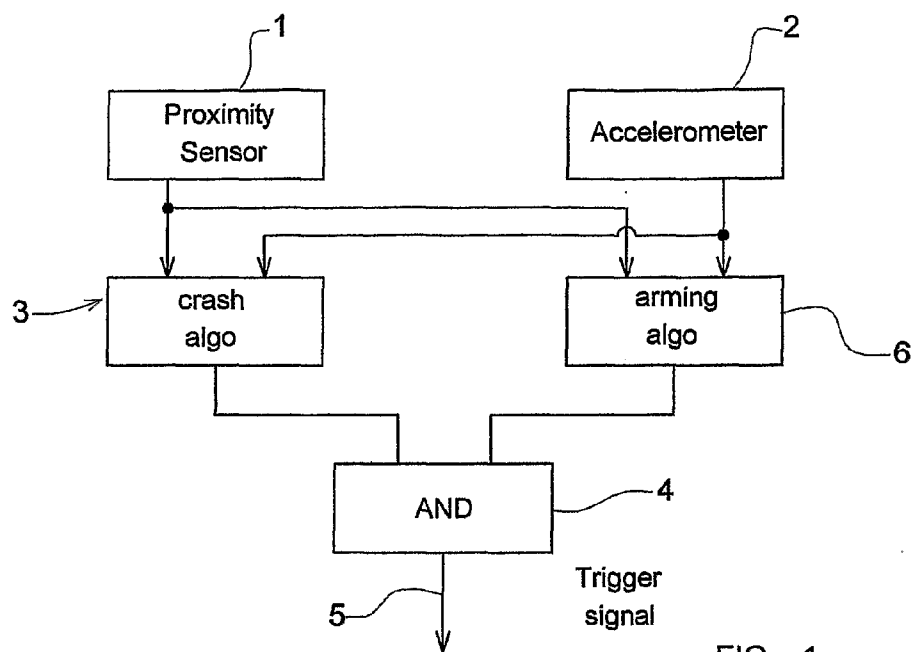 1
2
Proximity
Sensor
Accelerometer
3
crash
algo
arming
algo
6
AND
4
5
Trigger
signal
FIG 1